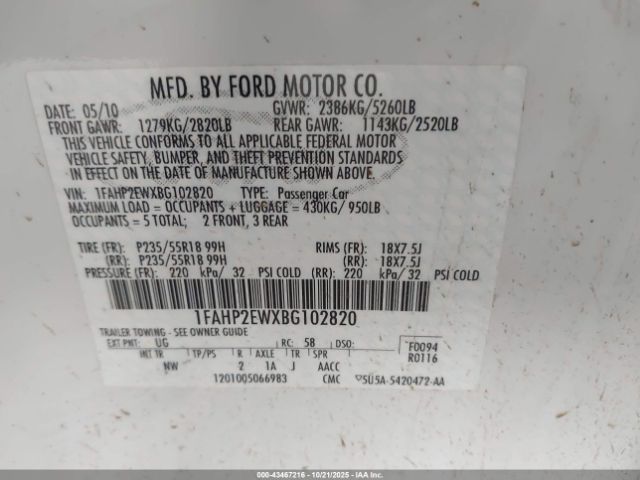 MFD. BY FORD MOTOR CO.
DATE: 05/10 GVWR: 2386KG/5260LB
FRONT GAWR: 1279KG/2820LB REAR GAWR: 1143KG/2520LB
THIS VEHICLE CONFORMS TO ALL APPLICABLE FEDERAL MOTOR
VEHICLE SAFETY, BUMPER, AND THEFT PREVENTION STANDARDS
IN EFFECT ON THE DATE OF MANUFACTURE SHOWN ABOVE.
VIN: 1FAHP2EWXBG102820 TYPE: Passenger Car
MAXIMUM LOAD = OCCUPANTS + LUGGAGE = 430KG/950LB
OCCUPANTS: 5 TOTAL; 2 FRONT, 3 REAR
TIRE (FR): P235/55R18 99H RIMS (FR): 18X7.5J
(RR): P235/55R18 99H (RR): 18X7.5J
PRESSURE (FR): 220 kPa/ 32 PSI COLD (RR): 220 kPa/32 PSI COLD
1FAHP2EWXBG102820
TRAILER TOWING - SEE OWNER GUIDE
EXT PNT: UG RC: 58 DSO: F0094
R0116
INT TR TP/PS R AXLE TR SPR
NW 2 1A J AACC
1201005066983 CMC 5U5A-5420472-AA
000-43467216 - 10/21/2025 - IAAI.com